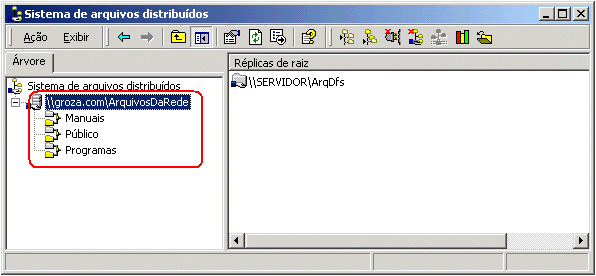 Sistema de arquivos distribuídos
Ação Exibir
Árvore
Sistema de arquivos distribuídos
\\groza.com\ArquivosDaRede
Manuais
Público
Programas
Réplicas de raiz
\\SERVIDOR\ArqDfs